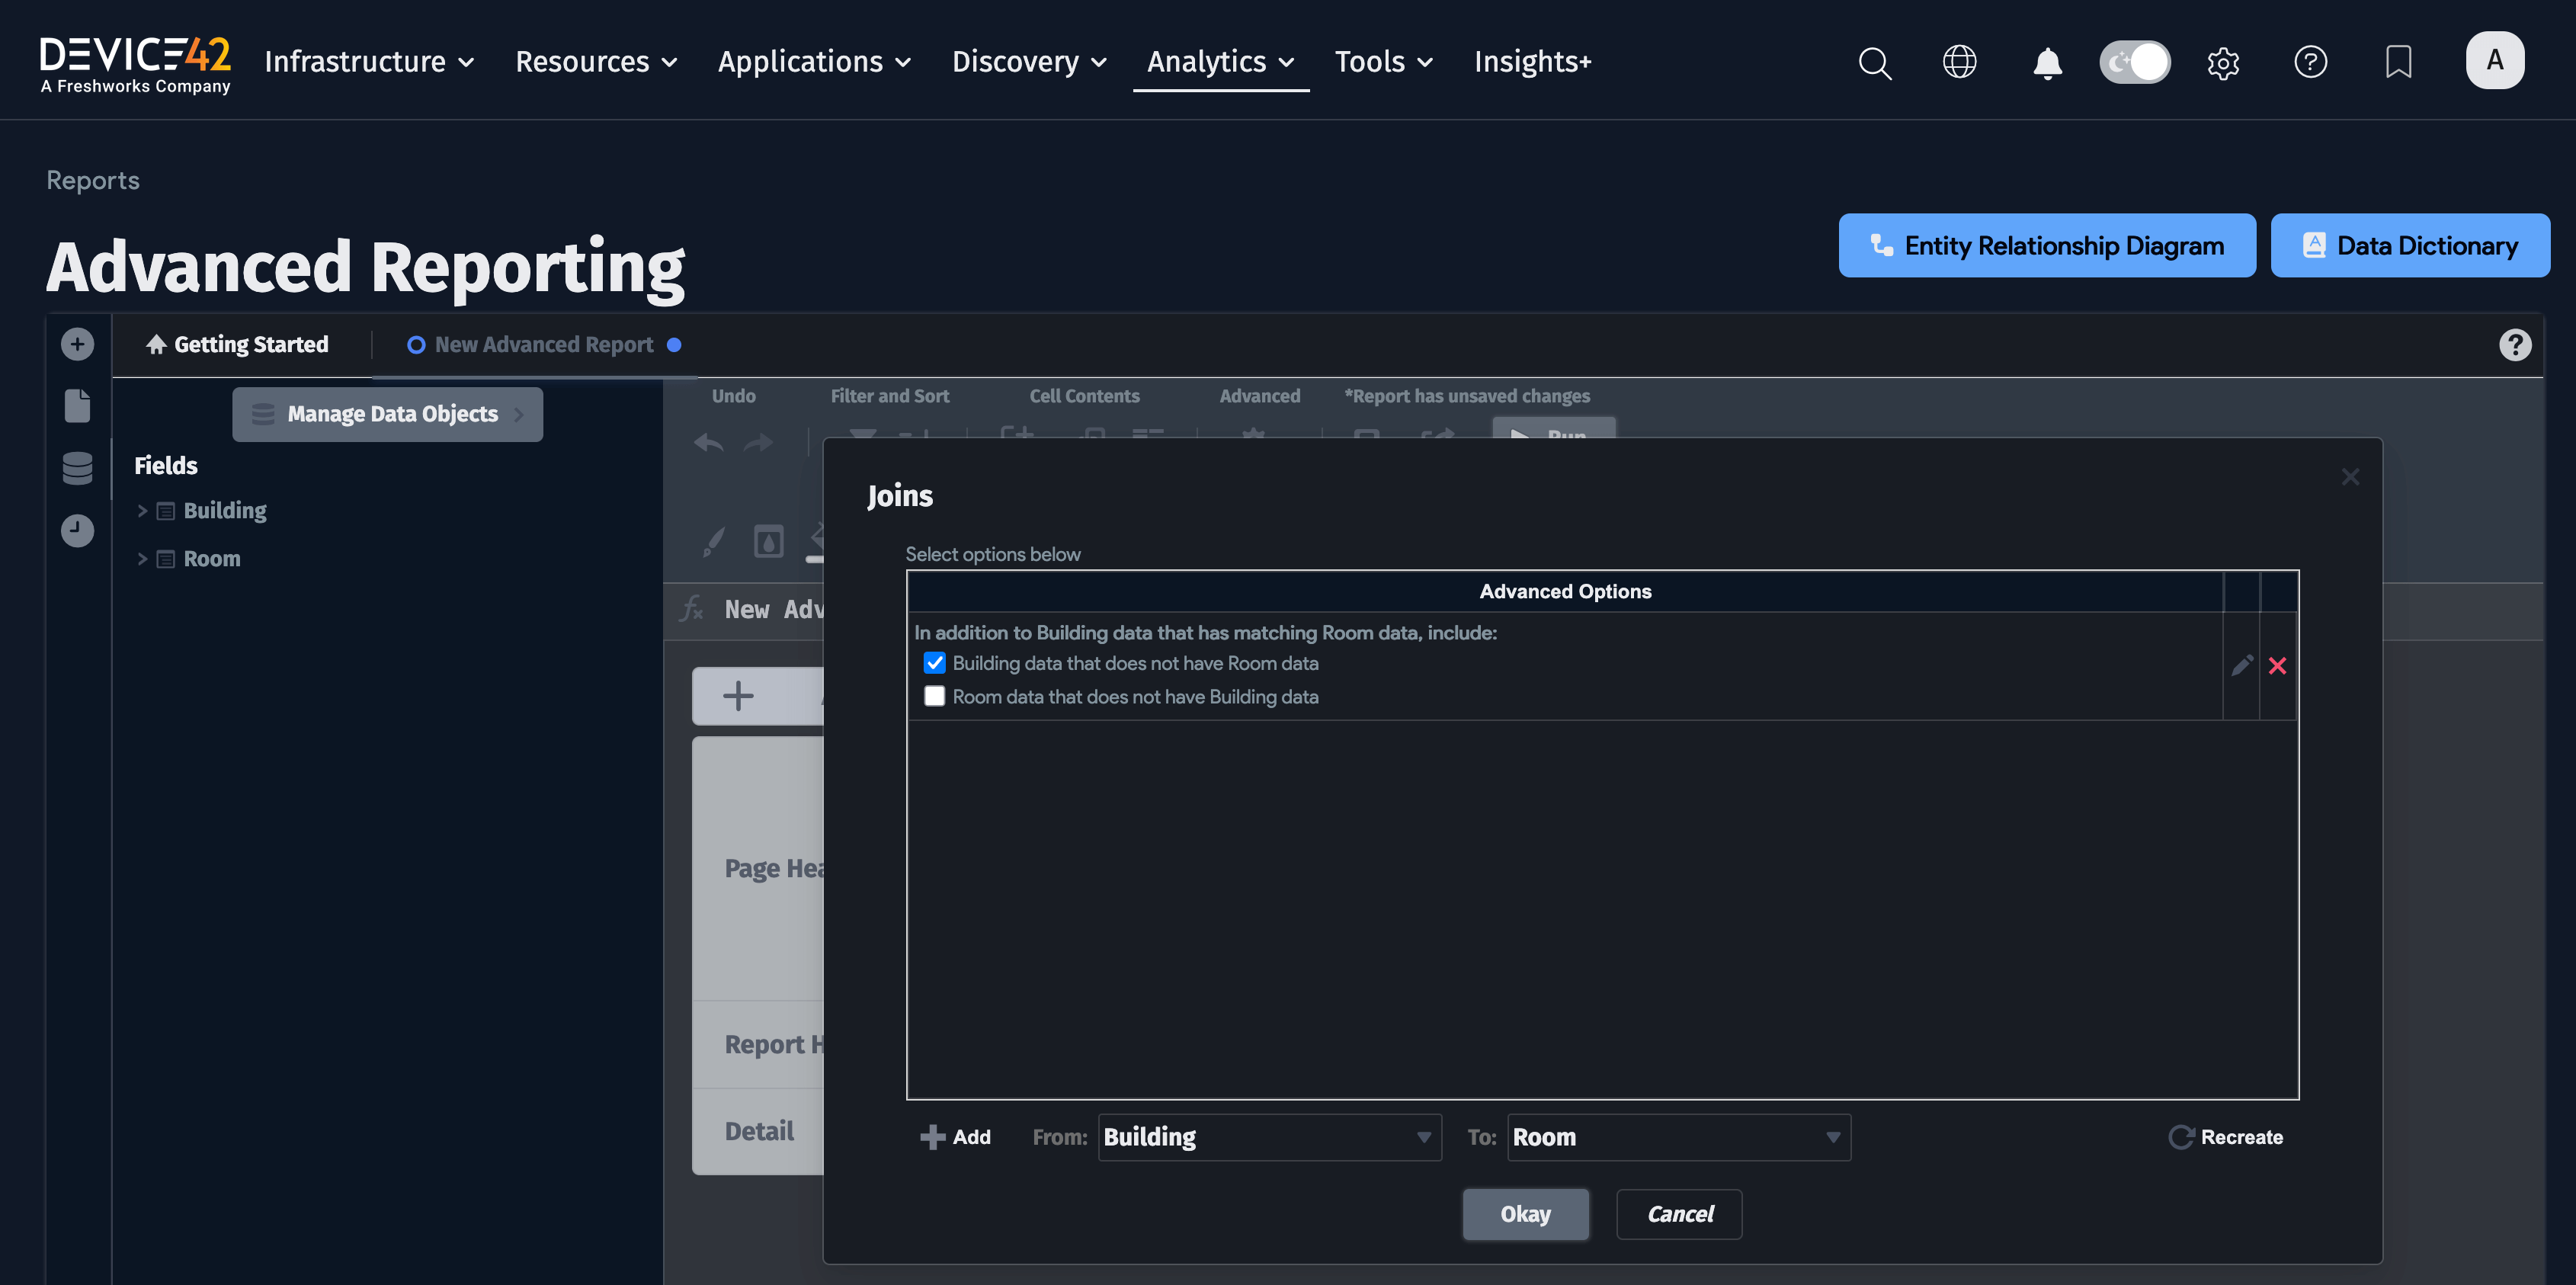 DEVICE42
A Freshworks Company
Infrastructure
Resources
Applications
Discovery
Analytics
Tools
Insights+
A
Reports
Advanced Reporting
Entity Relationship Diagram
Data Dictionary
Getting Started
New Advanced Report
Manage Data Objects
Fields
Building
Room
Undo
Filter and Sort
Cell Contents
Advanced
*Report has unsaved changes
Run
New Adv
Page Hea
Report H
Detail
Joins
Select options below
Advanced Options
In addition to Building data that has matching Room data, include:
Building data that does not have Room data
Room data that does not have Building data
Add
From:
Building
To:
Room
Recreate
Okay
Cancel